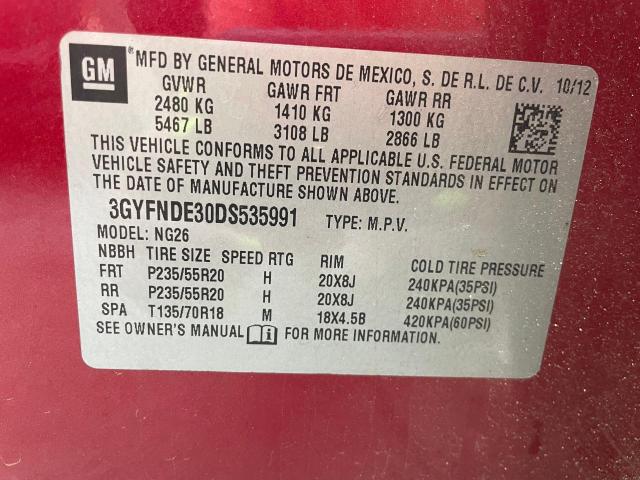 GM
MFD BY GENERAL MOTORS DE MEXICO, S. DE R.L. DE C.V. 10/12
GVWR GAWR FRT GAWR RR
2480 KG 1410 KG 1300 KG
5467 LB 3108 LB 2866 LB
THIS VEHICLE CONFORMS TO ALL APPLICABLE U.S. FEDERAL MOTOR
VEHICLE SAFETY AND THEFT PREVENTION STANDARDS IN EFFECT ON
THE DATE OF MANUFACTURE SHOWN ABOVE.
3GYFNDE30DS535991 TYPE: M.P.V.
MODEL: NG26
NBBH TIRE SIZE SPEED RTG RIM COLD TIRE PRESSURE
FRT P235/55R20 H 20X8J 240KPA(35PSI)
RR P235/55R20 H 20X8J 240KPA(35PSI)
SPA T135/70R18 M 18X4.5B 420KPA(60PSI)
SEE OWNER'S MANUAL FOR MORE INFORMATION.